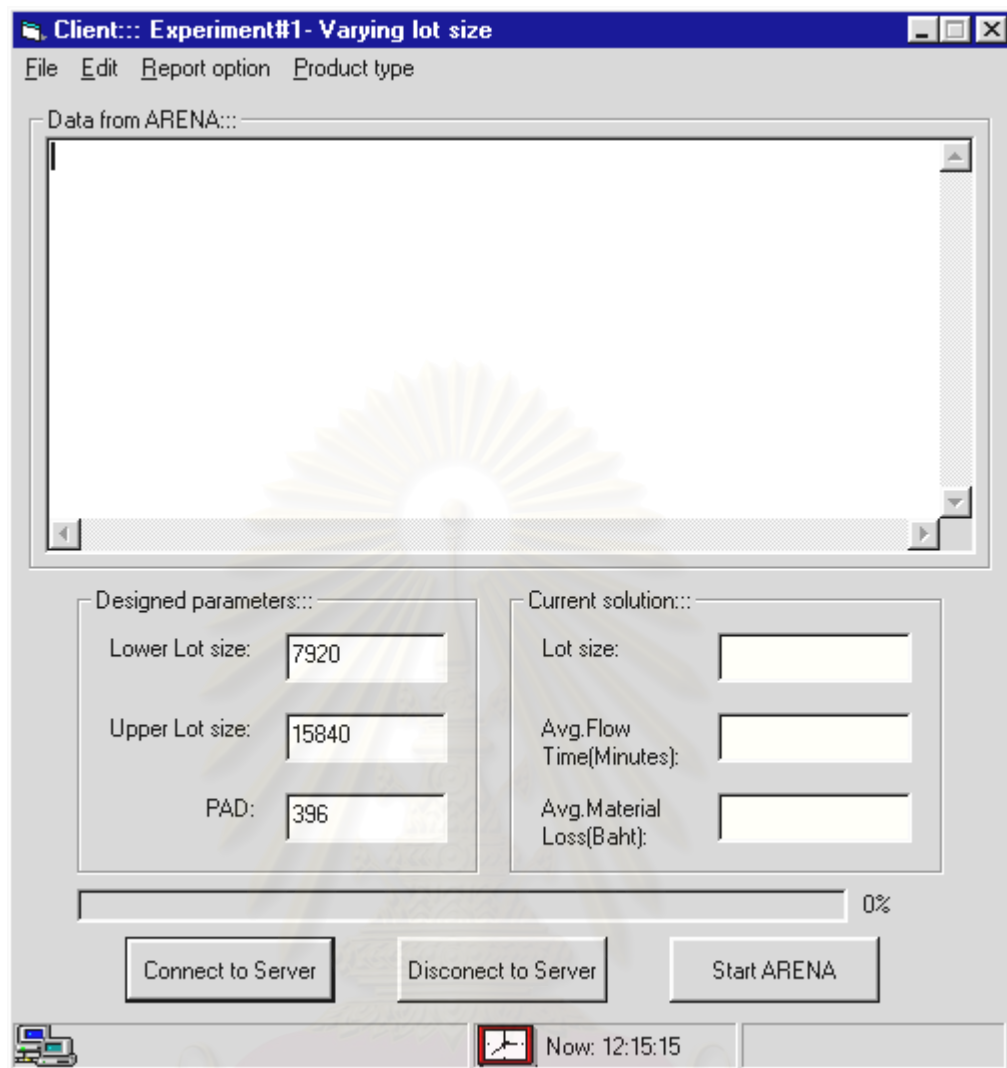 Client::: Experiment#1- Varying lot size
File Edit Report option Product type
Data from ARENA:::
Designed parameters:::
Lower Lot size: 7920
Upper Lot size: 15840
PAD: 396
Current solution:::
Lot size:
Avg.Flow
Time(Minutes):
Avg.Material
Loss(Baht):
0%
Connect to Server
Disconect to Server
Start ARENA
Now: 12:15:15